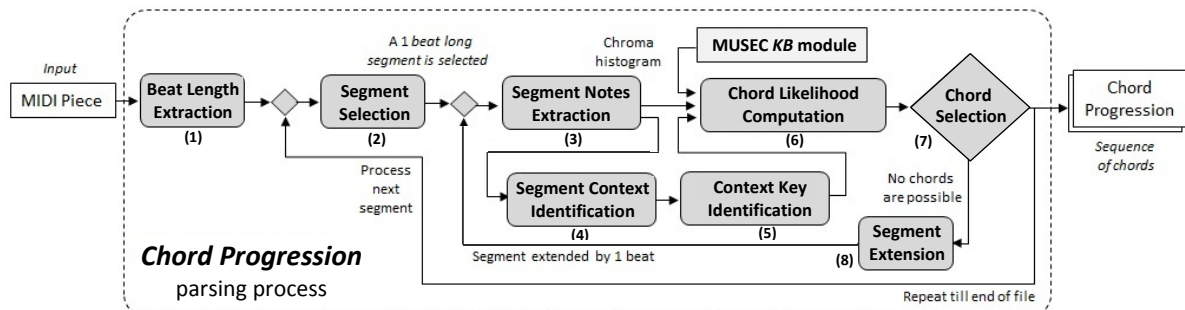 Input
MIDI Piece
Beat Length
Extraction
(1)
A 1 beat long
segment is selected
Segment
Selection
(2)
Process
next
segment
Chroma
histogram
Segment Notes
Extraction
(3)
MUSEC KB module
Chord Likelihood
Computation
(6)
Chord
Selection
(7)
Chord
Progression
Sequence
of chords
Segment Context
Identification
(4)
Context Key
Identification
(5)
No chords
are possible
Segment
Extension
(8)
Segment extended by 1 beat
Chord Progression
parsing process
Repeat till end of file